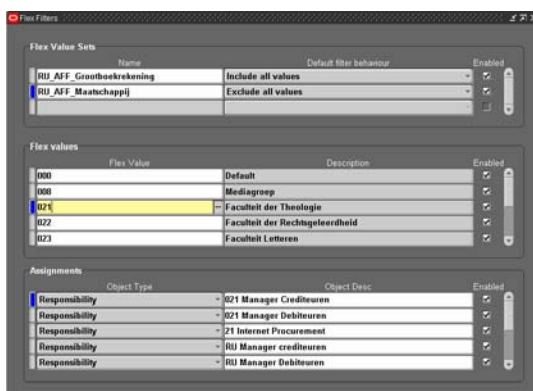 Flex Filters
Flex Value Sets
Name Default filter behaviour Enabled
RU_AFF_Grootboekrekening Include all values
RU_AFF_Maatschappij Exclude all values
Flex values
Flex Value Description Enabled
000 Default
008 Mediagroep
021 Faculteit der Theologie
022 Faculteit der Rechtsgeleerdheid
023 Faculteit Letteren
Assignments
Object Type Object Desc Enabled
Responsibility 021 Manager Crediteuren
Responsibility 021 Manager Debiteuren
Responsibility 21 Internet Procurement
Responsibility RU Manager crediteuren
Responsibility RU Manager Debiteuren